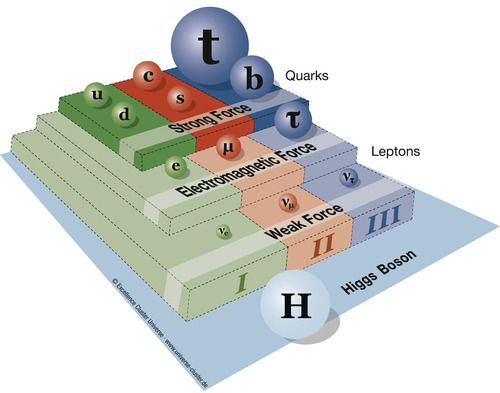 t
c
b
Quarks
u
s
d
Strong Force
τ
μ
e
Electromagnetic Force
Leptons
ντ
νμ
νe
Weak Force
I
II
III
Higgs Boson
H
© Excellence Cluster Universe · www.universe-cluster.de